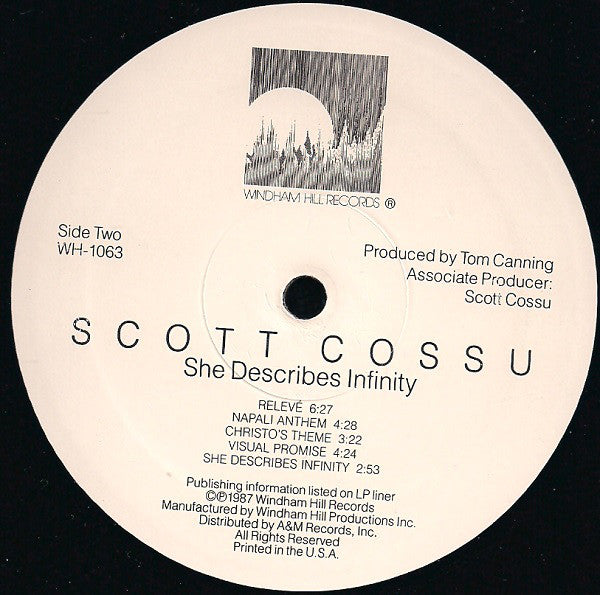 WINDHAM HILL RECORDS ®
Side Two
WH-1063
Produced by Tom Canning
Associate Producer:
Scott Cossu
SCOTT COSSU
She Describes Infinity
RELEVÉ 6:27
NAPALI ANTHEM 4:28
CHRISTO'S THEME 3:22
VISUAL PROMISE 4:24
SHE DESCRIBES INFINITY 2:53
Publishing information listed on LP liner
©℗1987 Windham Hill Records
Manufactured by Windham Hill Productions Inc.
Distributed by A&M Records, Inc.
All Rights Reserved
Printed in the U.S.A.